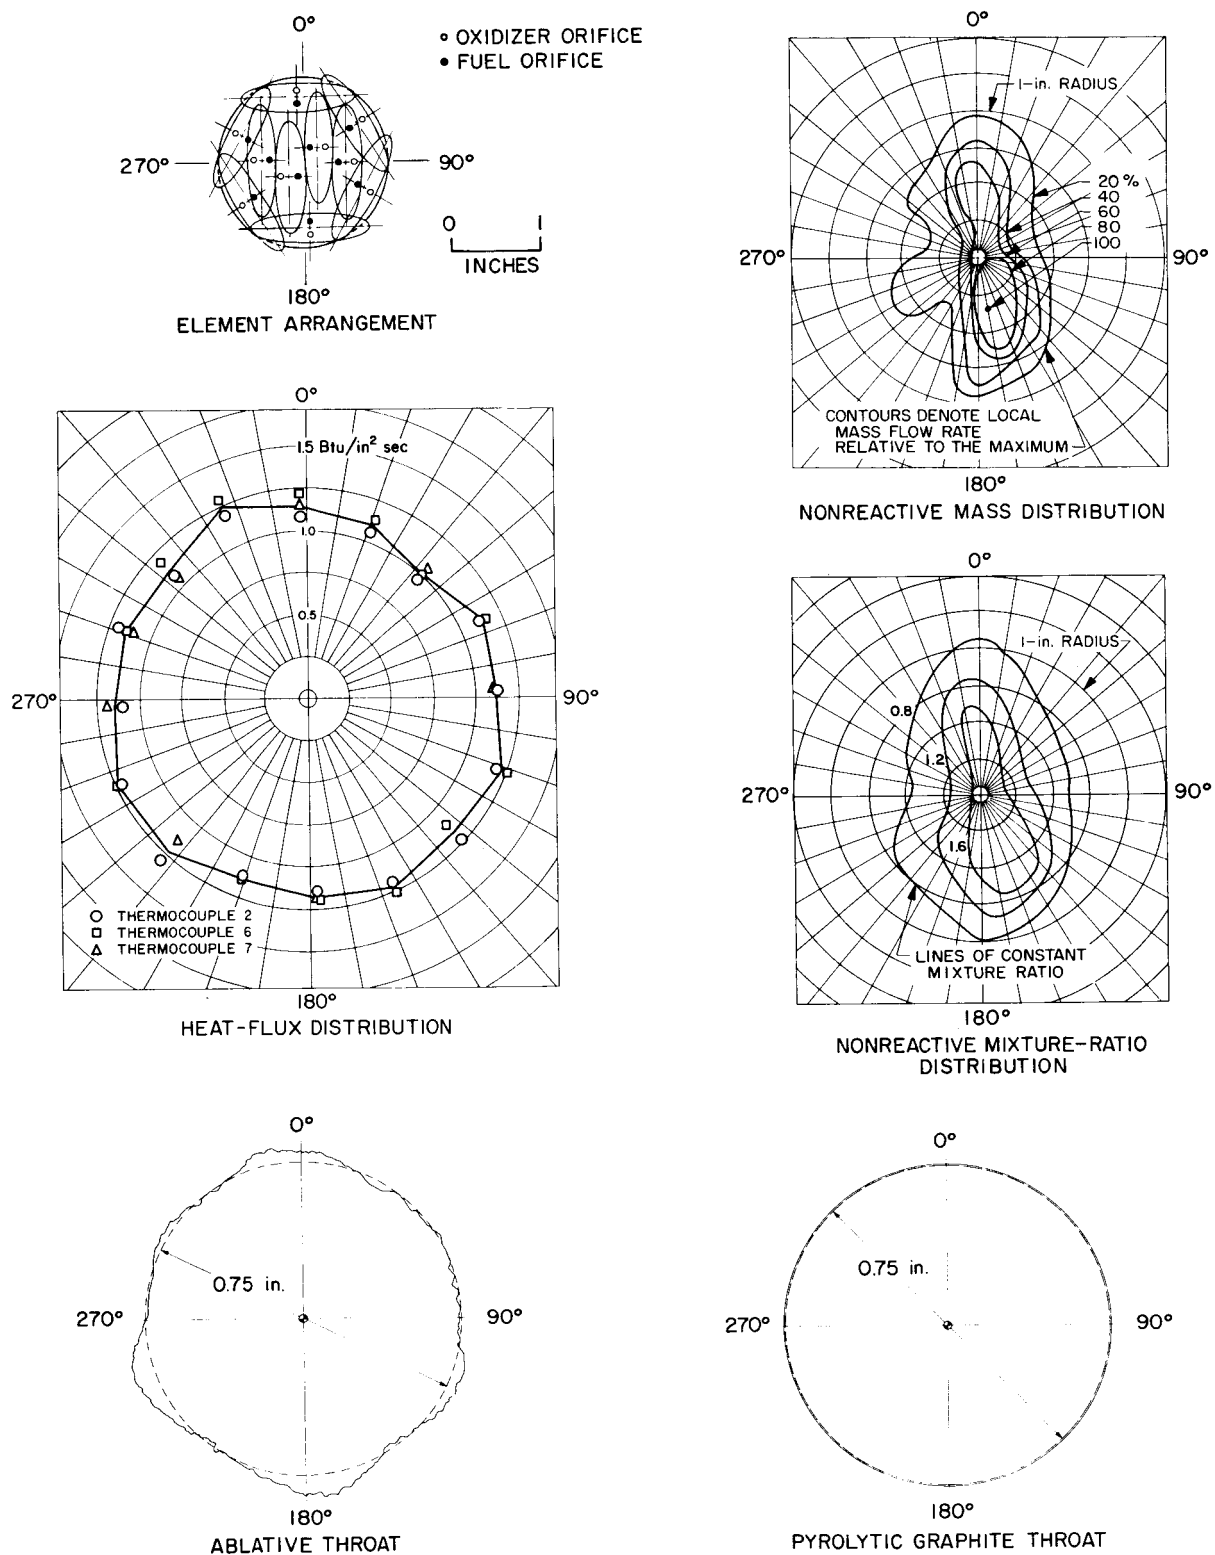 0°
○ OXIDIZER ORIFICE
● FUEL ORIFICE
270°
90°
0 1
INCHES
180°
ELEMENT ARRANGEMENT
0°
1-in. RADIUS
20%
40
60
80
100
270°
90°
CONTOURS DENOTE LOCAL
MASS FLOW RATE
RELATIVE TO THE MAXIMUM
180°
NONREACTIVE MASS DISTRIBUTION
0°
1.5 Btu/in² sec
1.0
0.5
270°
90°
○ THERMOCOUPLE 2
□ THERMOCOUPLE 6
△ THERMOCOUPLE 7
180°
HEAT-FLUX DISTRIBUTION
0°
1-in. RADIUS
0.8
1.2
270°
90°
1.6
LINES OF CONSTANT
MIXTURE RATIO
180°
NONREACTIVE MIXTURE-RATIO
DISTRIBUTION
0°
0.75 in.
270°
90°
180°
ABLATIVE THROAT
0°
0.75 in.
270°
90°
180°
PYROLYTIC GRAPHITE THROAT